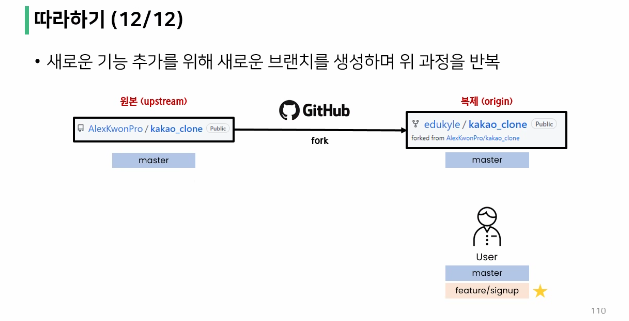 따라하기 (12/12)
• 새로운 기능 추가를 위해 새로운 브랜치를 생성하며 위 과정을 반복
원본 (upstream)
GitHub
복제 (origin)
AlexKwonPro / kakao_clone Public
edukyle / kakao_clone Public
forked from AlexKwonPro/kakao_clone
fork
master
master
User
master
feature/signup
110